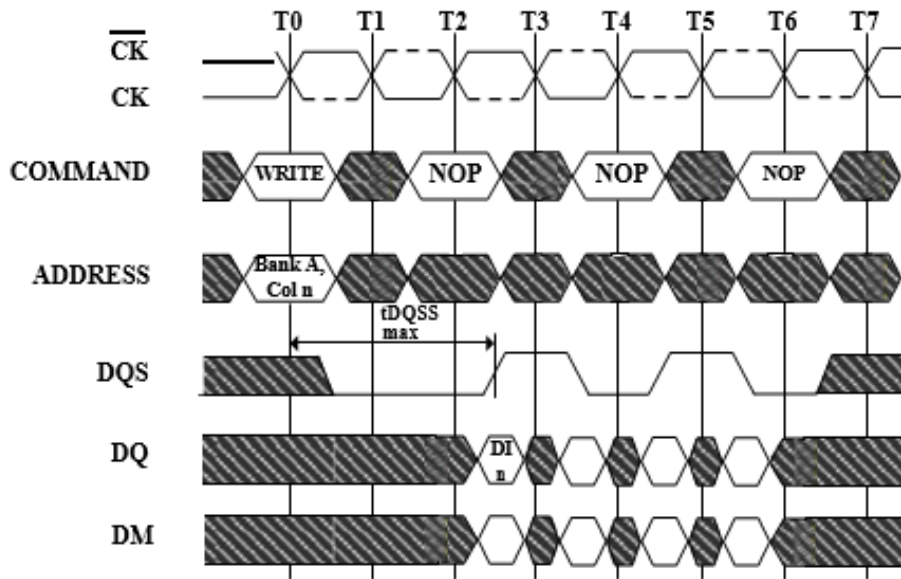 T0 T1 T2 T3 T4 T5 T6 T7
CK
CK
COMMAND
WRITE NOP NOP NOP
ADDRESS
Bank A,
Col n
tDQSS
max
DQS
DQ
DI
n
DM